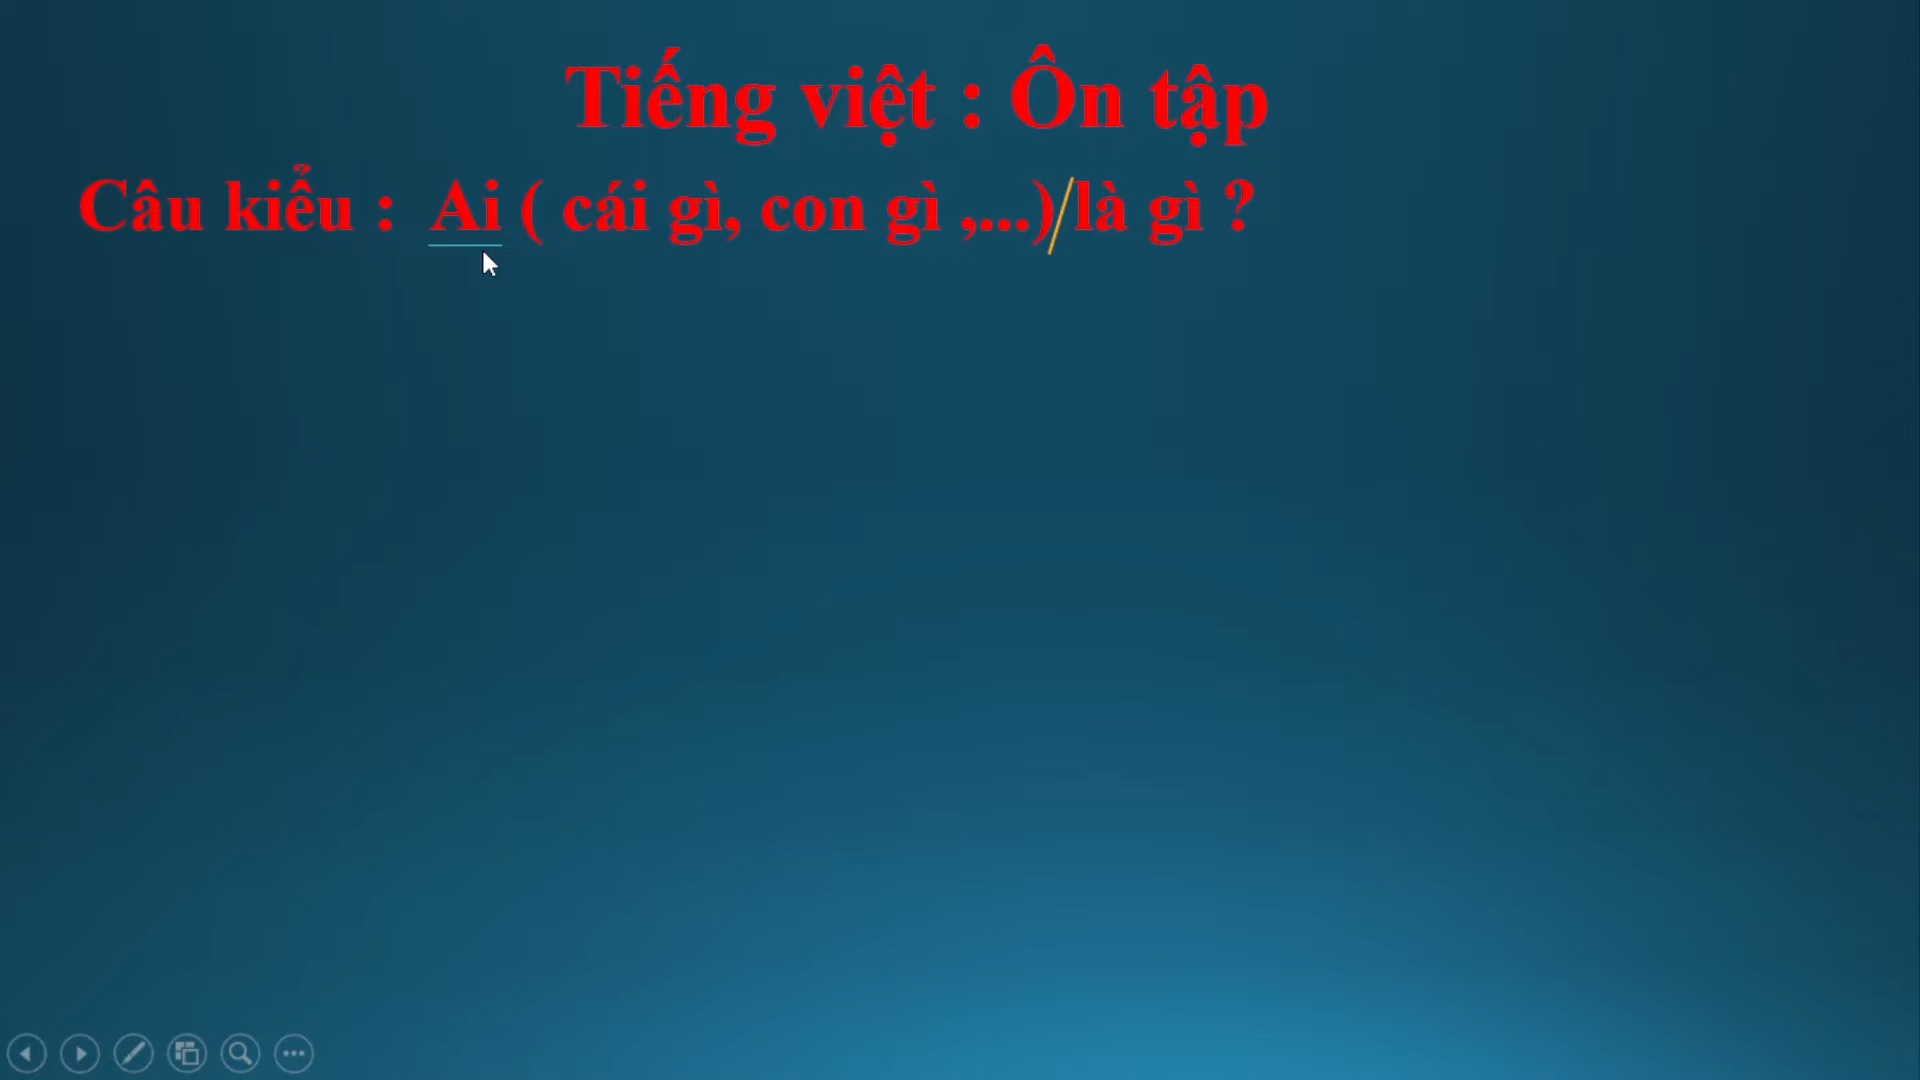 Tiếng việt : Ôn tập
Câu kiểu : Ai ( cái gì, con gì ,...)/là gì ?